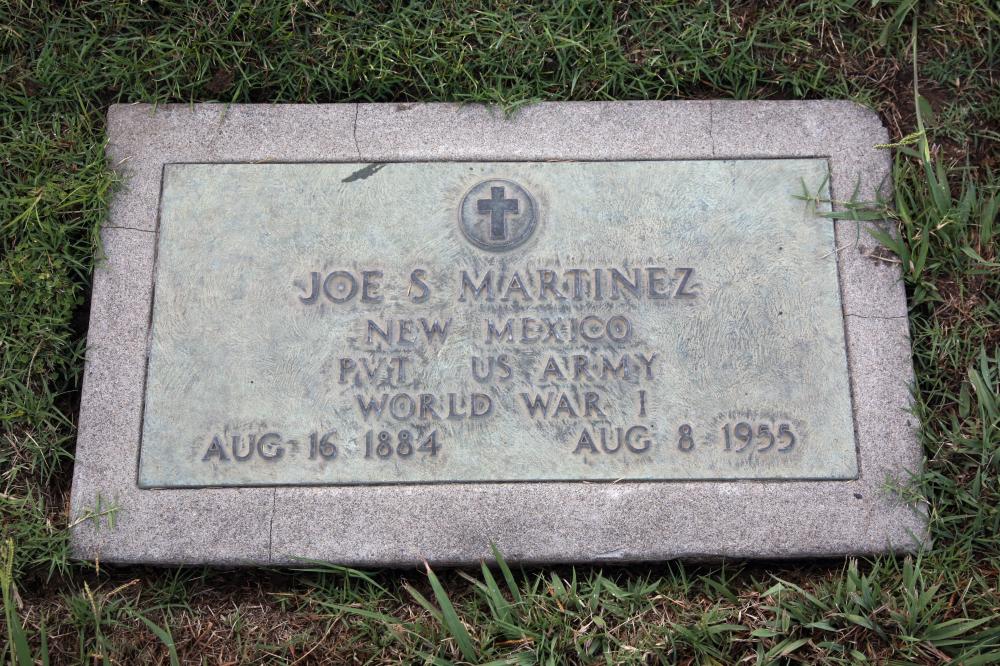 JOE S MARTINEZ
NEW MEXICO
PVT US ARMY
WORLD WAR I
AUG 16 1884 AUG 8 1955